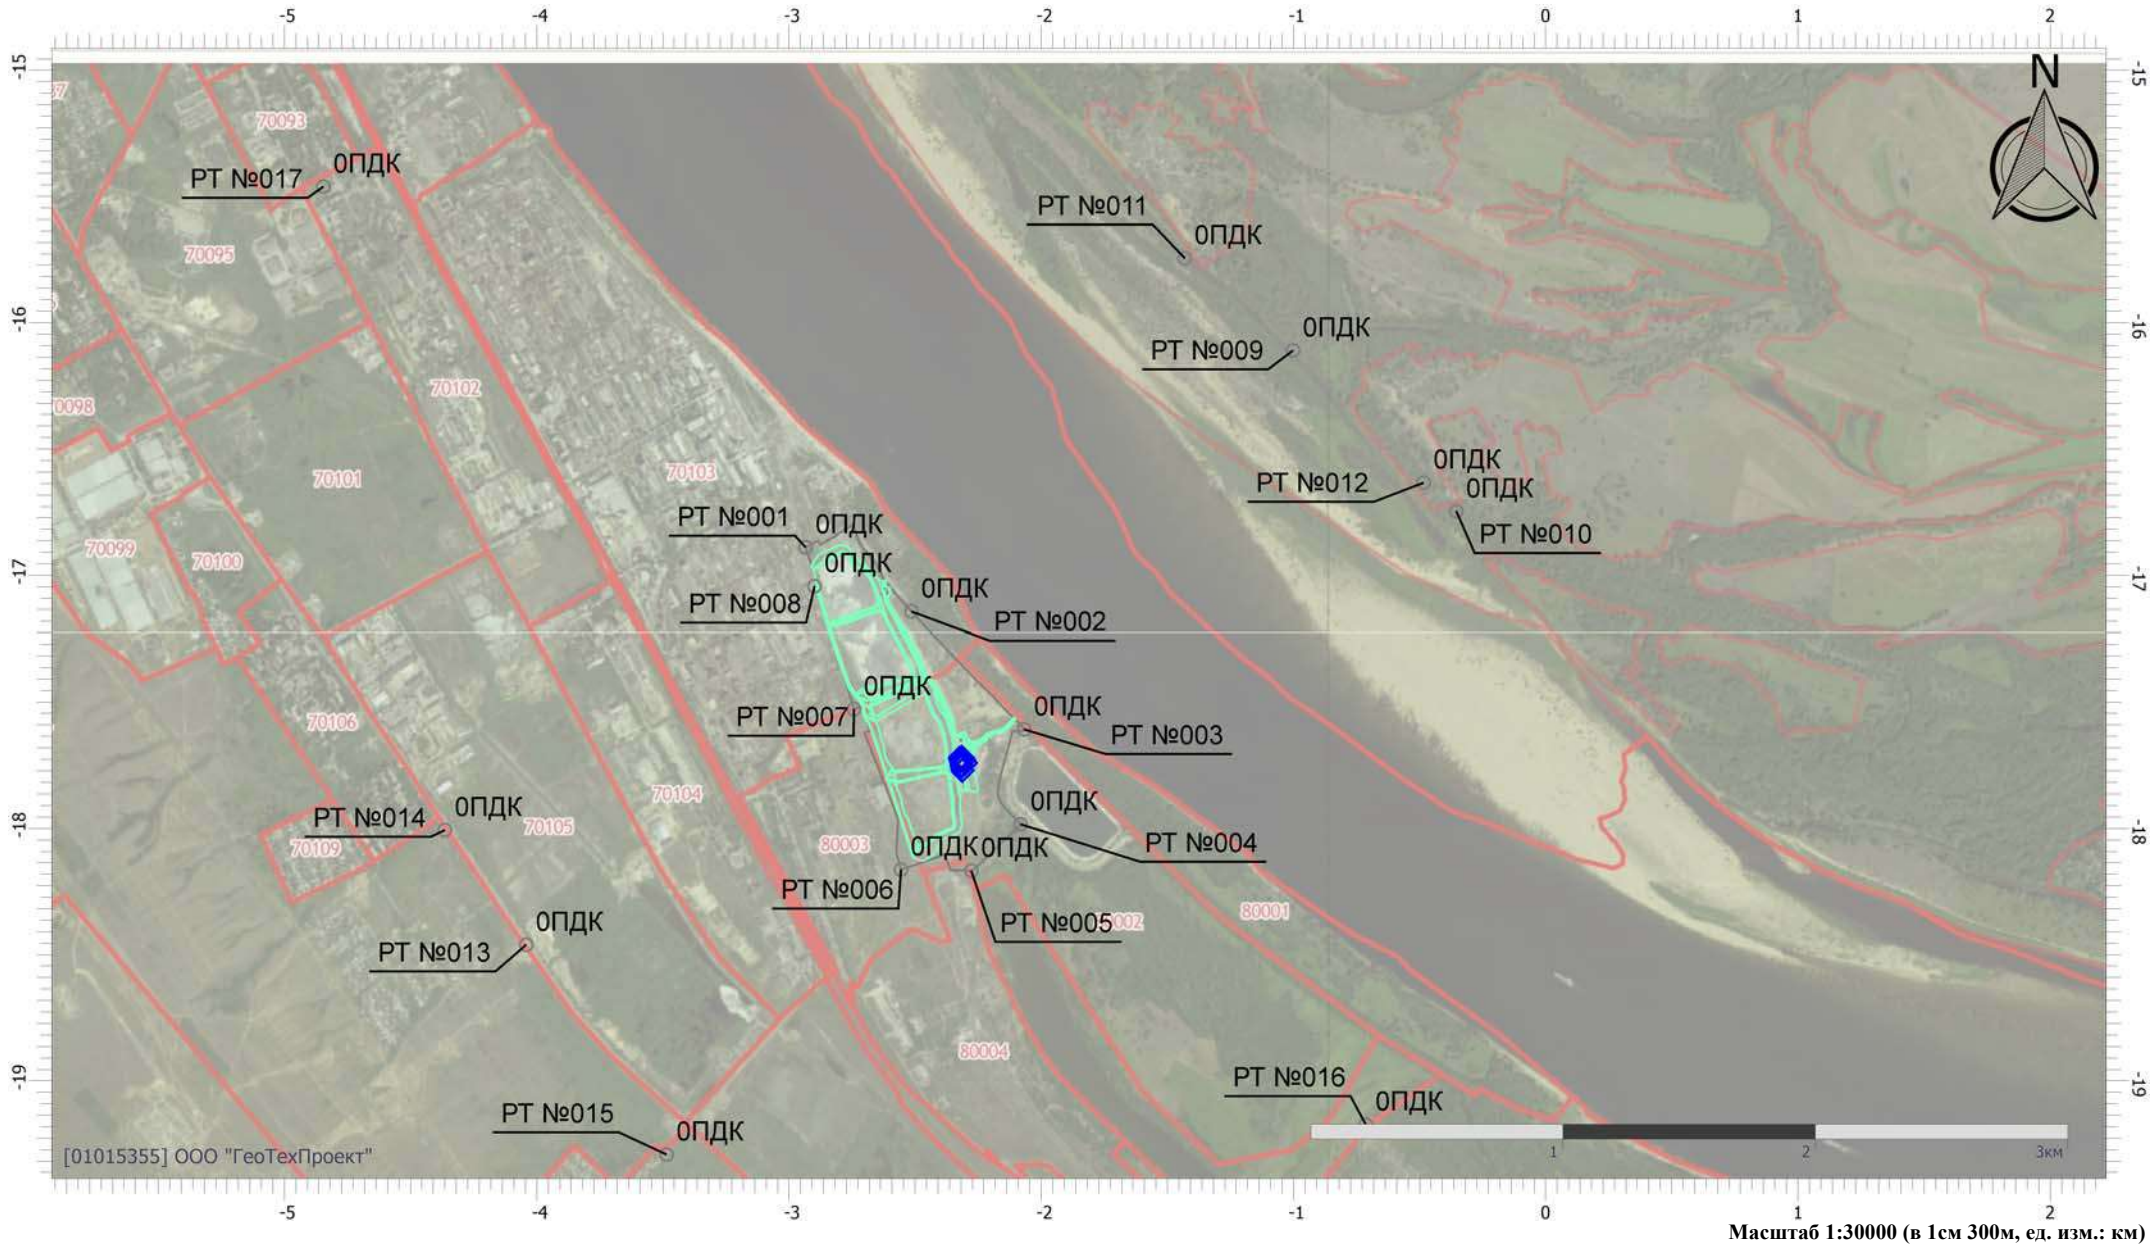 -5 -4 -3 -2 -1 0 1 2
-15 -15
N
70093
РТ №017 0ПДК
70095
РТ №011 0ПДК
-16 -16
РТ №009 0ПДК
70102
0098
70103
70101
РТ №012 0ПДК
0ПДК
РТ №010
РТ №001 0ПДК
70099
70100
0ПДК
-17 -17
РТ №008
0ПДК
РТ №002
0ПДК
РТ №007
0ПДК
РТ №003
70106
70104
РТ №014 0ПДК
70105
0ПДК
-18 -18
70109
80003
0ПДК 0ПДК
РТ №004
РТ №006
РТ №005
002
80001
0ПДК
РТ №013
80004
-19 -19
РТ №016
0ПДК
РТ №015
0ПДК
[01015355] ООО "ГеоТехПроект"
1 2 3км
-5 -4 -3 -2 -1 0 1 2
Масштаб 1:30000 (в 1см 300м, ед. изм.: км)